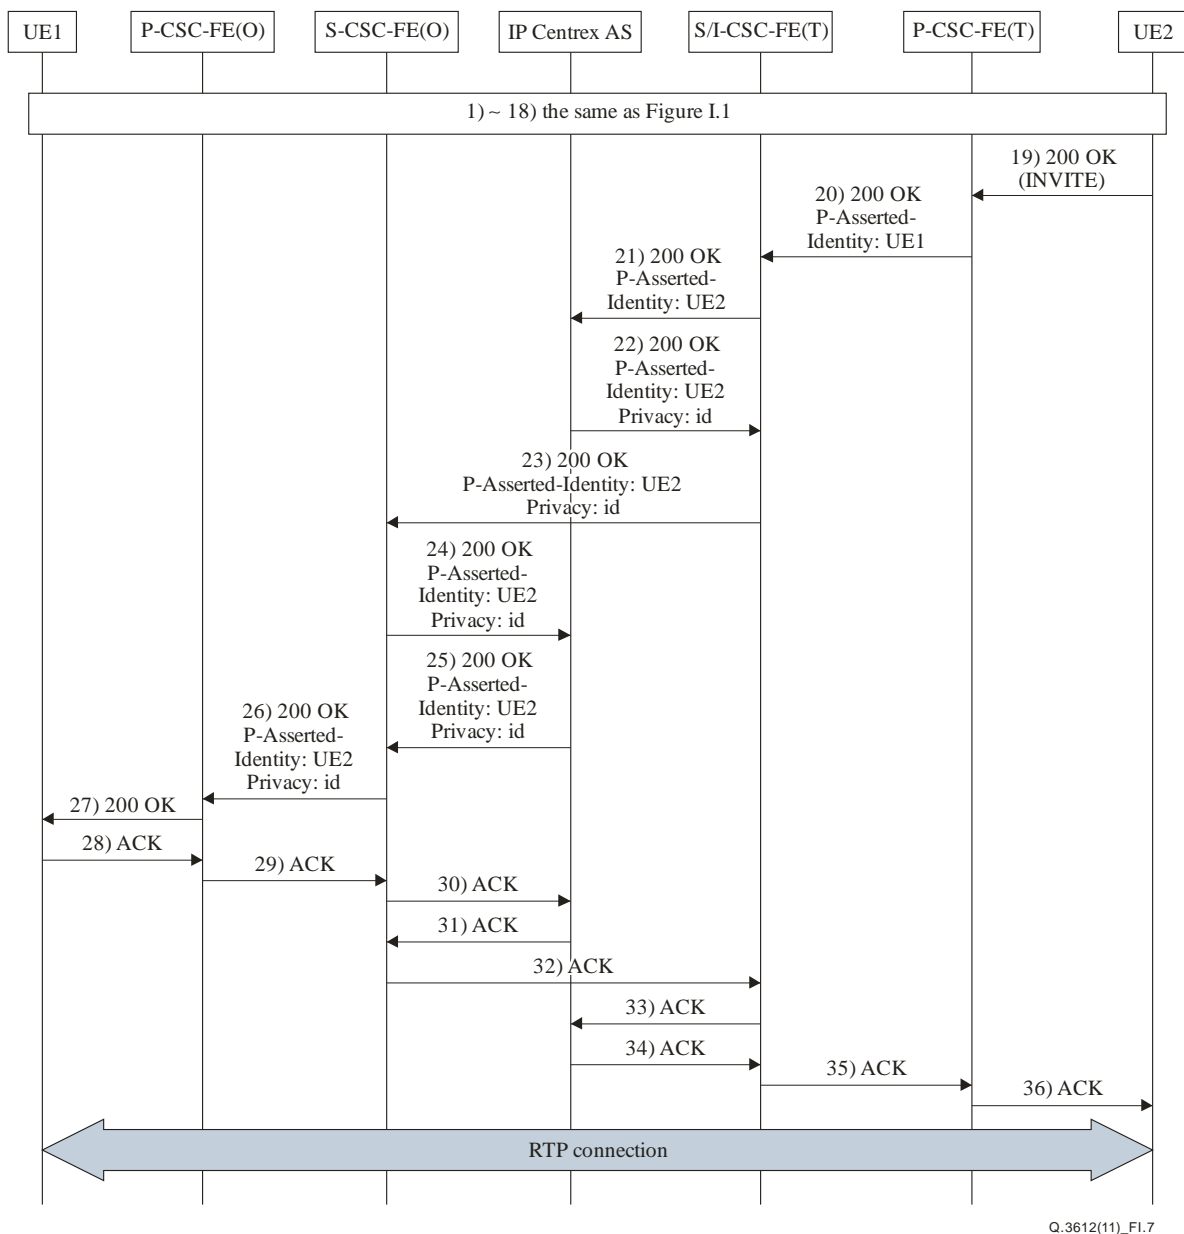 UE1
P-CSC-FE(O)
S-CSC-FE(O)
IP Centrex AS
S/I-CSC-FE(T)
P-CSC-FE(T)
UE2
1) ~ 18) the same as Figure I.1
19) 200 OK
(INVITE)
20) 200 OK
P-Asserted-
Identity: UE1
21) 200 OK
P-Asserted-
Identity: UE2
22) 200 OK
P-Asserted-
Identity: UE2
Privacy: id
23) 200 OK
P-Asserted-Identity: UE2
Privacy: id
24) 200 OK
P-Asserted-
Identity: UE2
Privacy: id
25) 200 OK
P-Asserted-
Identity: UE2
Privacy: id
26) 200 OK
P-Asserted-
Identity: UE2
Privacy: id
27) 200 OK
28) ACK
29) ACK
30) ACK
31) ACK
32) ACK
33) ACK
34) ACK
35) ACK
36) ACK
RTP connection
Q.3612(11)_FI.7